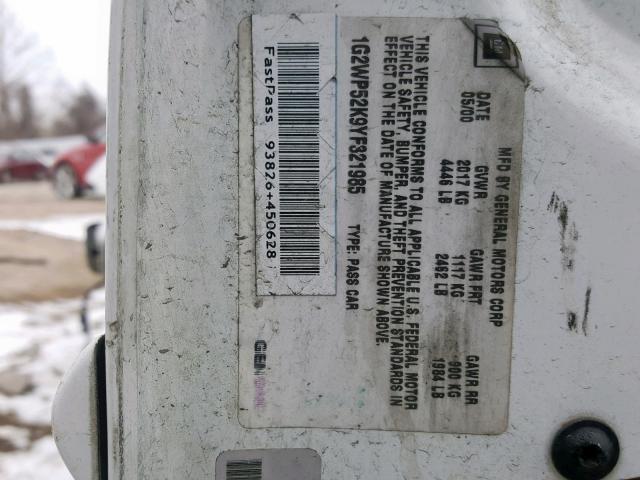 GM
MFD BY GENERAL MOTORS CORP
DATE GVWR GAWR FRT GAWR RR
05/00 2017 KG 1117 KG 900 KG
4446 LB 2462 LB 1984 LB
THIS VEHICLE CONFORMS TO ALL APPLICABLE U.S. FEDERAL MOTOR
VEHICLE SAFETY, BUMPER, AND THEFT PREVENTION STANDARDS IN
EFFECT ON THE DATE OF MANUFACTURE SHOWN ABOVE.
1G2WP52K9YF321985 TYPE: PASS CAR
FastPass 93826+450628